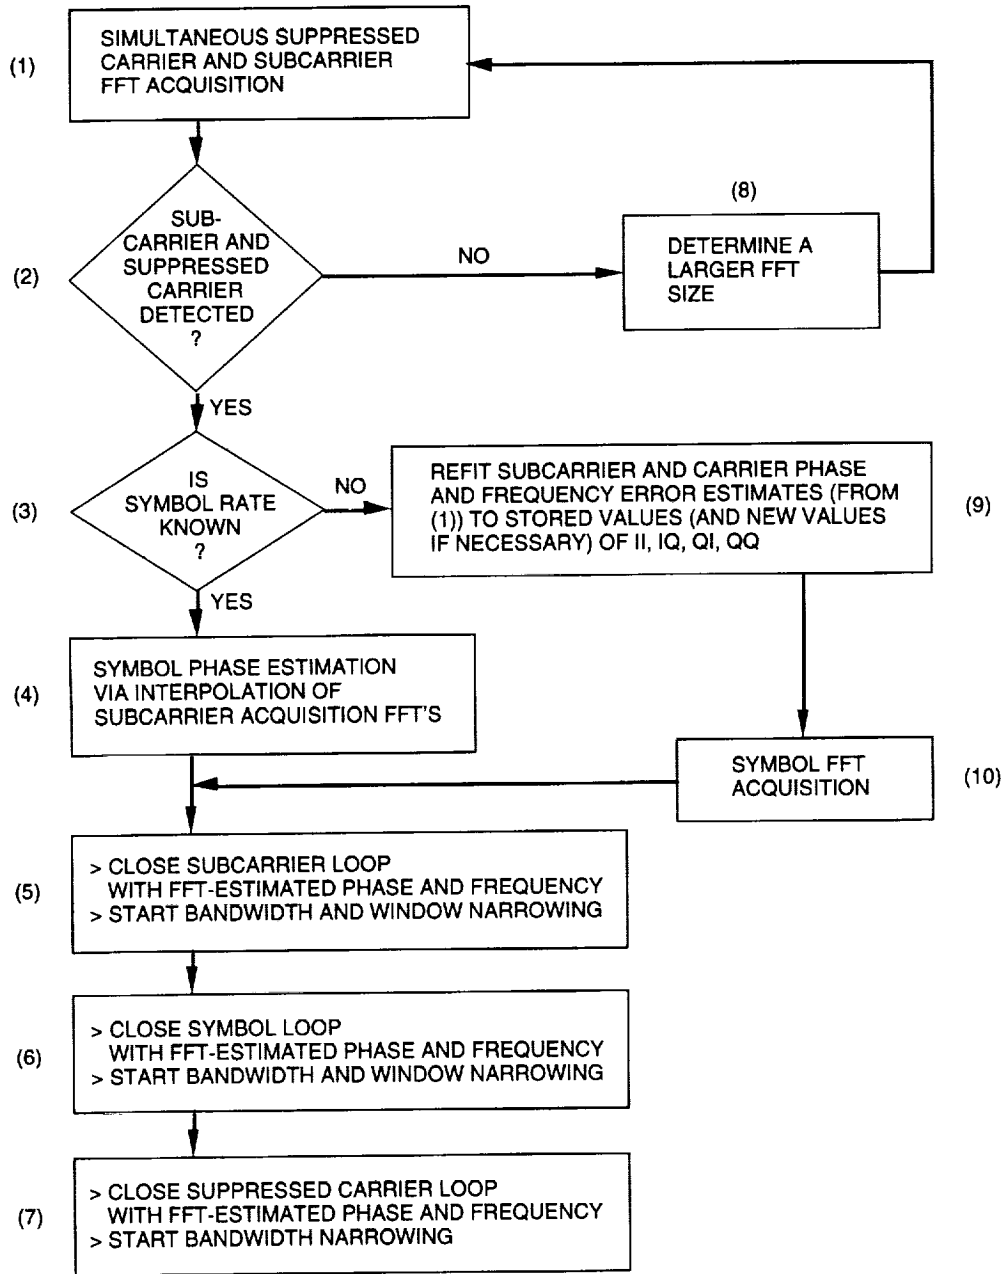 (1)
SIMULTANEOUS SUPPRESSED
CARRIER AND SUBCARRIER
FFT ACQUISITION
(2)
SUB-
CARRIER AND
SUPPRESSED
CARRIER
DETECTED
?
NO
(8)
DETERMINE A
LARGER FFT
SIZE
YES
(3)
IS
SYMBOL RATE
KNOWN
?
NO
REFIT SUBCARRIER AND CARRIER PHASE
AND FREQUENCY ERROR ESTIMATES (FROM
(1)) TO STORED VALUES (AND NEW VALUES
IF NECESSARY) OF II, IQ, QI, QQ
(9)
YES
(4)
SYMBOL PHASE ESTIMATION
VIA INTERPOLATION OF
SUBCARRIER ACQUISITION FFT'S
SYMBOL FFT
ACQUISITION
(10)
(5)
> CLOSE SUBCARRIER LOOP
WITH FFT-ESTIMATED PHASE AND FREQUENCY
> START BANDWIDTH AND WINDOW NARROWING
(6)
> CLOSE SYMBOL LOOP
WITH FFT-ESTIMATED PHASE AND FREQUENCY
> START BANDWIDTH AND WINDOW NARROWING
(7)
> CLOSE SUPPRESSED CARRIER LOOP
WITH FFT-ESTIMATED PHASE AND FREQUENCY
> START BANDWIDTH NARROWING